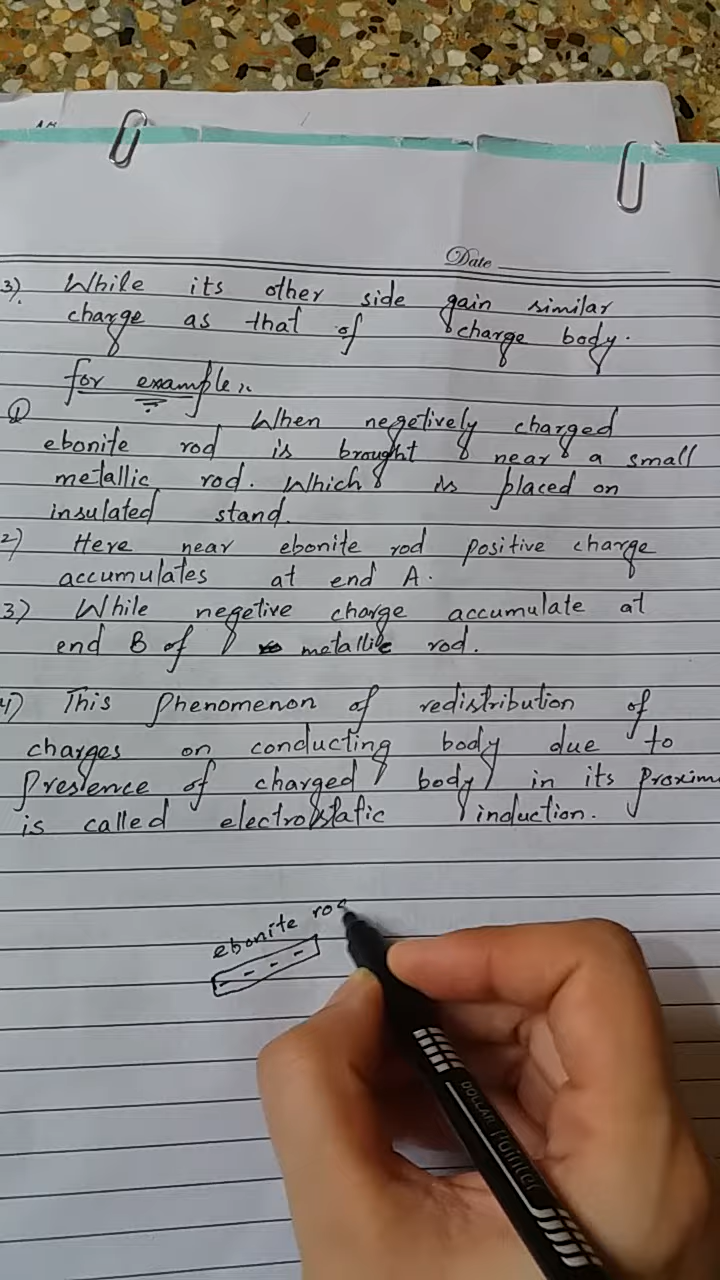 Date
3). While its other side gain similar
charge as that of charge body.
for example:.
① When negetively charged
ebonite rod is brought near a small
metallic rod. Which is placed on
insulated stand.
2) Here near ebonite rod positive charge
accumulates at end A.
3) While negetive charge accumulate at
end B of metallic rod.
4) This Phenomenon of redistribution of
charges on conducting body due to
Presence of charged body in its proxim
is called electrostatic induction.
ebonite rod
DOLLAR Pointer